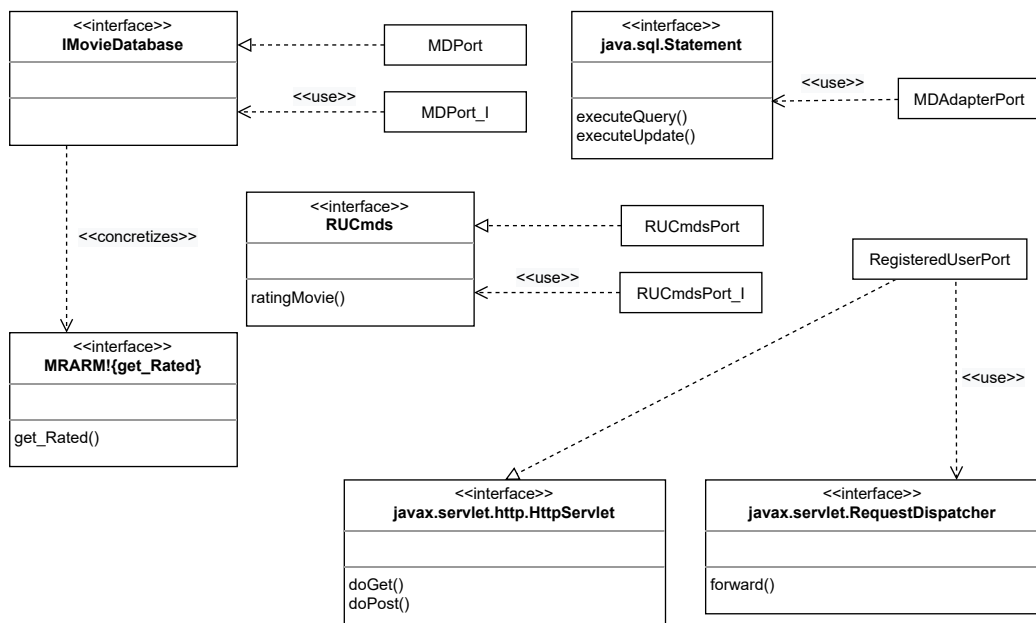 <<interface>>
IMovieDatabase
MDPort
<<use>>
MDPort_I
<<interface>>
java.sql.Statement
executeQuery()
executeUpdate()
<<use>>
MDAdapterPort
<<concretizes>>
<<interface>>
RUCmds
ratingMovie()
RUCmdsPort
<<use>>
RUCmdsPort_I
RegisteredUserPort
<<use>>
<<interface>>
MRARM!{get_Rated}
get_Rated()
<<interface>>
javax.servlet.http.HttpServlet
doGet()
doPost()
<<interface>>
javax.servlet.RequestDispatcher
forward()